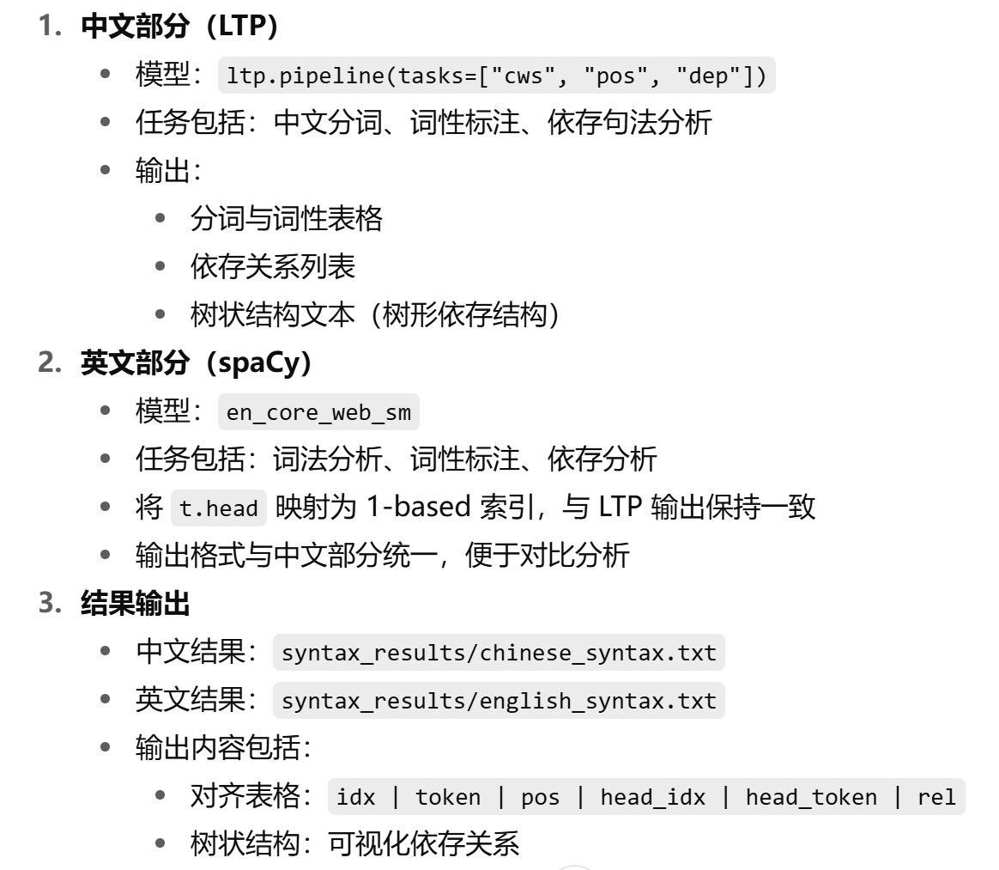 1. 中文部分（LTP）
• 模型： ltp.pipeline(tasks=["cws", "pos", "dep"])
• 任务包括：中文分词、词性标注、依存句法分析
• 输出：
• 分词与词性表格
• 依存关系列表
• 树状结构文本（树形依存结构）
2. 英文部分（spaCy）
• 模型： en_core_web_sm
• 任务包括：词法分析、词性标注、依存分析
• 将 t.head 映射为 1-based 索引，与 LTP 输出保持一致
• 输出格式与中文部分统一，便于对比分析
3. 结果输出
• 中文结果： syntax_results/chinese_syntax.txt
• 英文结果： syntax_results/english_syntax.txt
• 输出内容包括：
• 对齐表格： idx | token | pos | head_idx | head_token | rel
• 树状结构：可视化依存关系